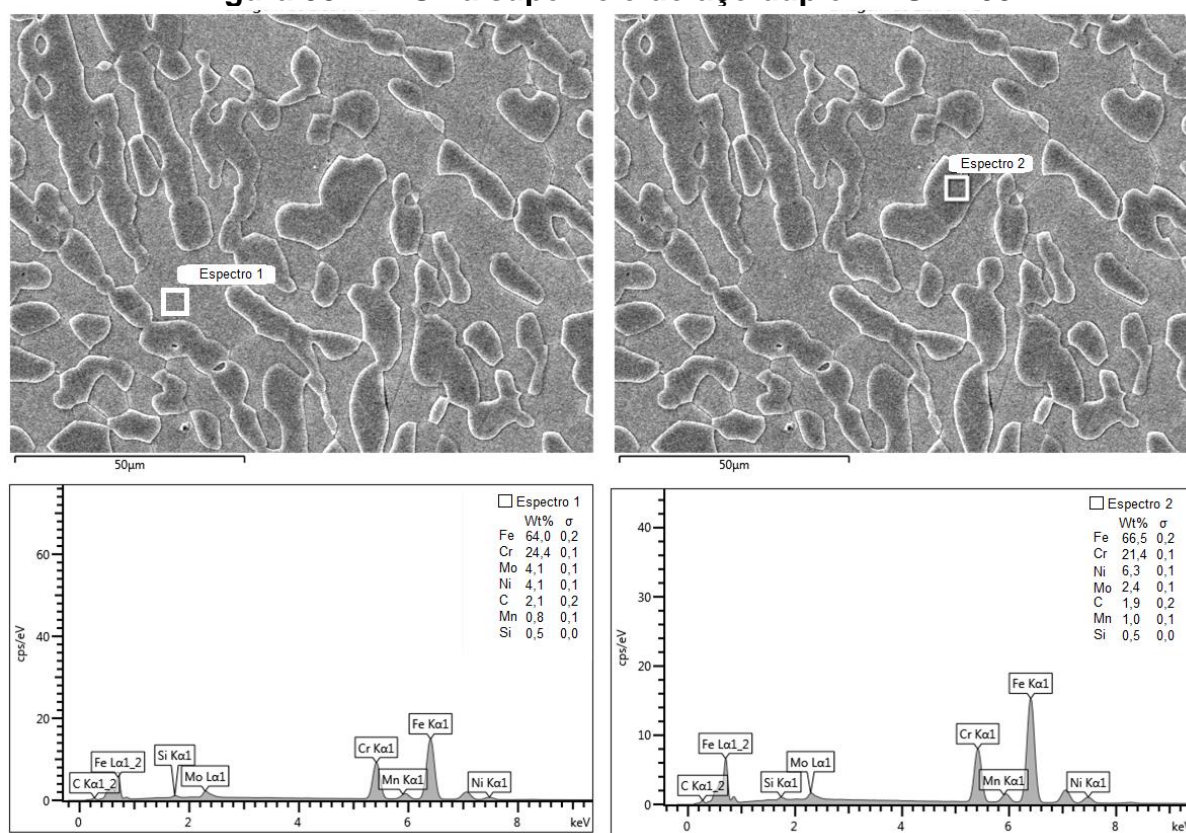 Espectro 1
Espectro 2
50µm
50µm
Espectro 1
Wt% σ
Fe 64,0 0,2
Cr 24,4 0,1
Mo 4,1 0,1
Ni 4,1 0,1
C 2,1 0,2
Mn 0,8 0,1
Si 0,5 0,0
60
40
20
0
cps/eV
C Kα1_2
Fe Lα1_2
Si Kα1
Mo Lα1
Cr Kα1
Mn Kα1
Fe Kα1
Ni Kα1
0 2 4 6 8 keV
Espectro 2
Wt% σ
Fe 66,5 0,2
Cr 21,4 0,1
Ni 6,3 0,1
Mo 2,4 0,1
C 1,9 0,2
Mn 1,0 0,1
Si 0,5 0,0
40
30
20
10
0
cps/eV
C Kα1_2
Fe Lα1_2
Si Kα1
Mo Lα1
Cr Kα1
Mn Kα1
Fe Kα1
Ni Kα1
0 2 4 6 8 keV